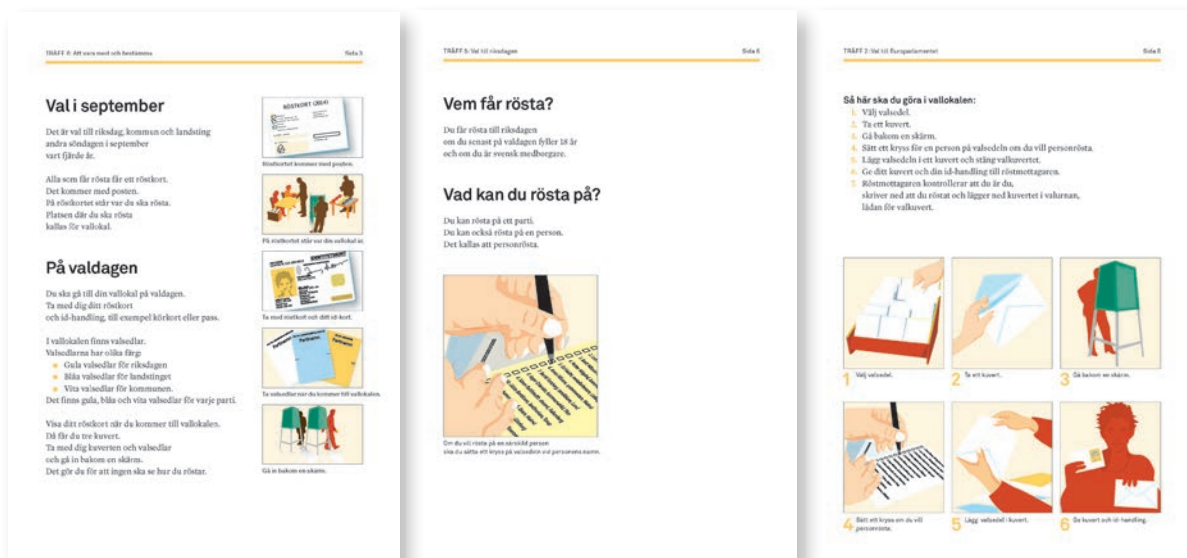 TRÄFF 4: Att vara med och bestämma
Sida 5
Val i september
Det är val till riksdag, kommun och landsting
andra söndagen i september
vart fjärde år.
Alla som får rösta får ett röstkort.
Det kommer med posten.
På röstkortet står var du ska rösta.
Platsen där du ska rösta
kallas för vallokal.
På valdagen
Du ska gå till din vallokal på valdagen.
Ta med dig ditt röstkort
och id-handling, till exempel körkort eller pass.
I vallokalen finns valsedlar.
Valsedlarna har olika färg:
Gula valsedlar för riksdagen
Blåa valsedlar för landstinget
Vita valsedlar för kommunen.
Det finns gula, blåa och vita valsedlar för varje parti.
Visa ditt röstkort när du kommer till vallokalen.
Då får du tre kuvert.
Ta med dig kuverten och valsedlar
och gå in bakom en skärm.
Det gör du för att ingen ska se hur du röstar.
RÖSTKORT
Röstkortet kommer med posten.
På röstkortet står var din vallokal är.
IDENTITETSKORT
Ta med röstkort och ditt id-kort.
Partinamn
Partinamn
Partinamn
Ta valsedlar när du kommer till vallokalen.
Gå in bakom en skärm.
TRÄFF 5: Val till riksdagen
Sida 6
Vem får rösta?
Du får rösta till riksdagen
om du senast på valdagen fyller 18 år
och om du är svensk medborgare.
Vad kan du rösta på?
Du kan rösta på ett parti.
Du kan också rösta på en person.
Det kallas att personrösta.
Om du vill rösta på en särskild person
ska du sätta ett kryss på valsedeln vid personens namn.
TRÄFF 7: Val till Europaparlamentet
Sida 8
Så här ska du göra i vallokalen:
1. Välj valsedel.
2. Ta ett kuvert.
3. Gå bakom en skärm.
4. Sätt ett kryss för en person på valsedeln om du vill personrösta.
5. Lägg valsedeln i ett kuvert och stäng valkuvertet.
6. Ge ditt kuvert och din id-handling till röstmottagaren.
7. Röstmottagaren kontrollerar att du är du,
skriver ned att du röstat och lägger ned kuvertet i valurnan,
lådan för valkuvert.
1 Välj valsedel.
2 Ta ett kuvert.
3 Gå bakom en skärm.
4 Sätt ett kryss om du vill
personrösta.
5 Lägg valsedel i kuvert.
6 Ge kuvert och id-handling.